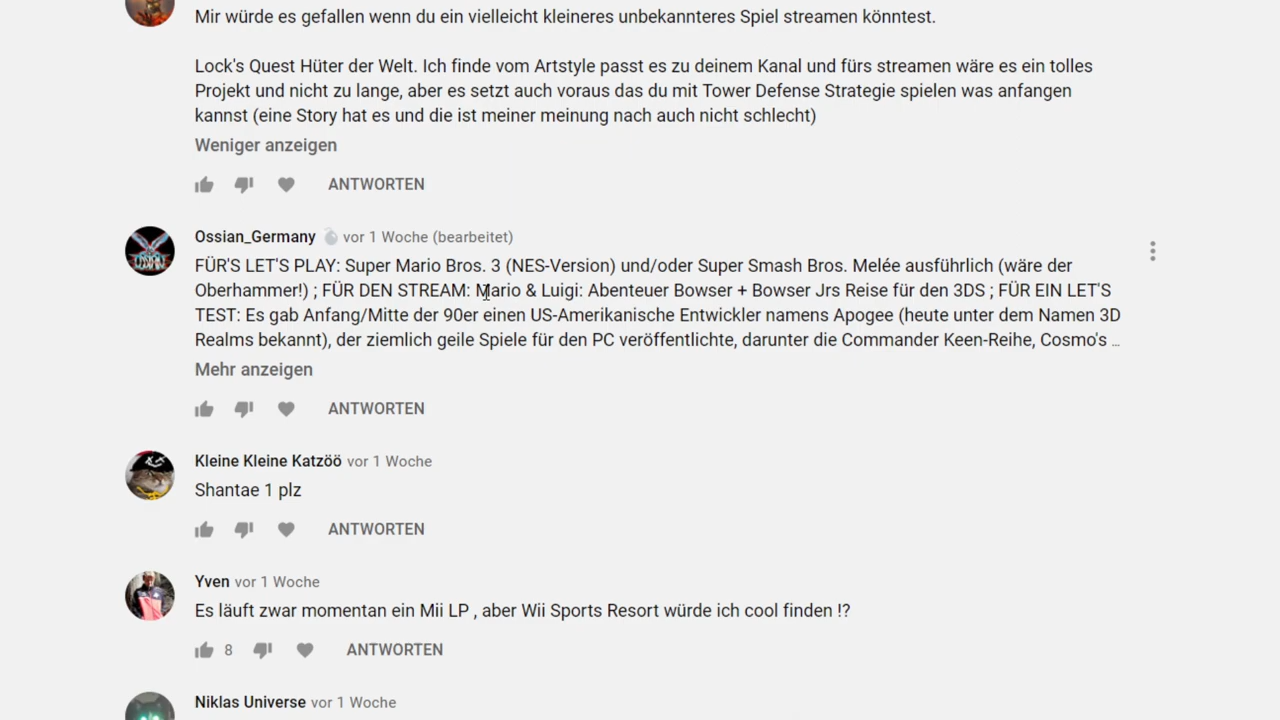 Mir würde es gefallen wenn du ein vielleicht kleineres unbekannteres Spiel streamen könntest.
Lock's Quest Hüter der Welt. Ich finde vom Artstyle passt es zu deinem Kanal und fürs streamen wäre es ein tolles
Projekt und nicht zu lange, aber es setzt auch voraus das du mit Tower Defense Strategie spielen was anfangen
kannst (eine Story hat es und die ist meiner meinung nach auch nicht schlecht)
Weniger anzeigen
ANTWORTEN
Ossian_Germany vor 1 Woche (bearbeitet)
FÜR'S LET'S PLAY: Super Mario Bros. 3 (NES-Version) und/oder Super Smash Bros. Melée ausführlich (wäre der
Oberhammer!) ; FÜR DEN STREAM: Mario & Luigi: Abenteuer Bowser + Bowser Jrs Reise für den 3DS ; FÜR EIN LET'S
TEST: Es gab Anfang/Mitte der 90er einen US-Amerikanische Entwickler namens Apogee (heute unter dem Namen 3D
Realms bekannt), der ziemlich geile Spiele für den PC veröffentlichte, darunter die Commander Keen-Reihe, Cosmo's ...
Mehr anzeigen
ANTWORTEN
Kleine Kleine Katzöö vor 1 Woche
Shantae 1 plz
ANTWORTEN
Yven vor 1 Woche
Es läuft zwar momentan ein Mii LP , aber Wii Sports Resort würde ich cool finden !?
8 ANTWORTEN
Niklas Universe vor 1 Woche